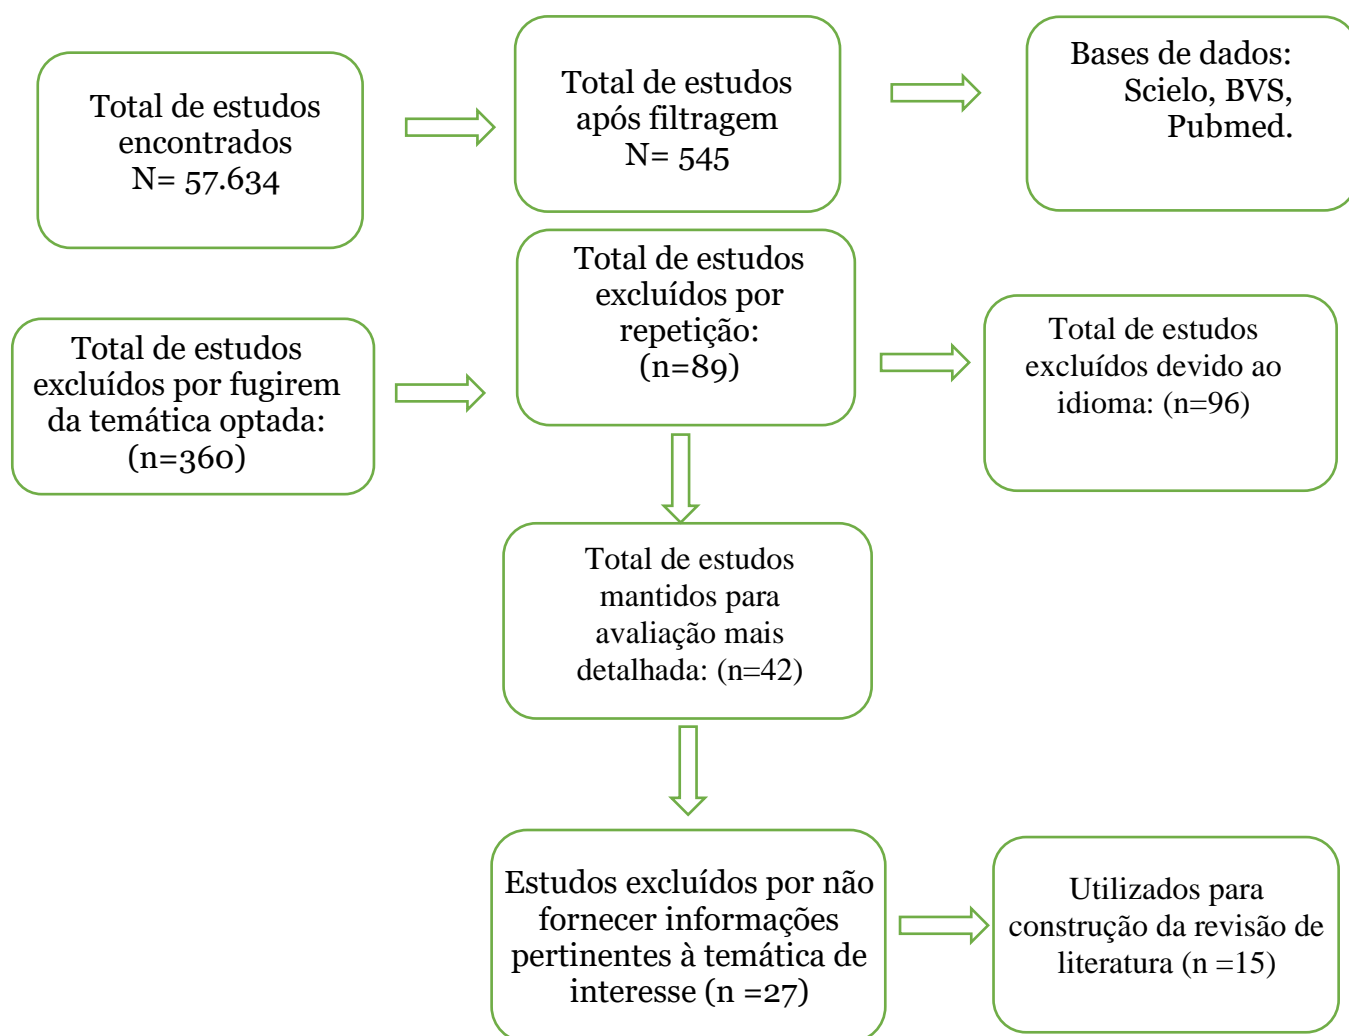 Total de estudos
encontrados
N= 57.634
Total de estudos
após filtragem
N= 545
Bases de dados:
Scielo, BVS,
Pubmed.
Total de estudos
excluídos por fugirem
da temática optada:
(n=360)
Total de estudos
excluídos por
repetição:
(n=89)
Total de estudos
excluídos devido ao
idioma: (n=96)
Total de estudos
mantidos para
avaliação mais
detalhada: (n=42)
Estudos excluídos por não
fornecer informações
pertinentes à temática de
interesse (n =27)
Utilizados para
construção da revisão de
literatura (n =15)